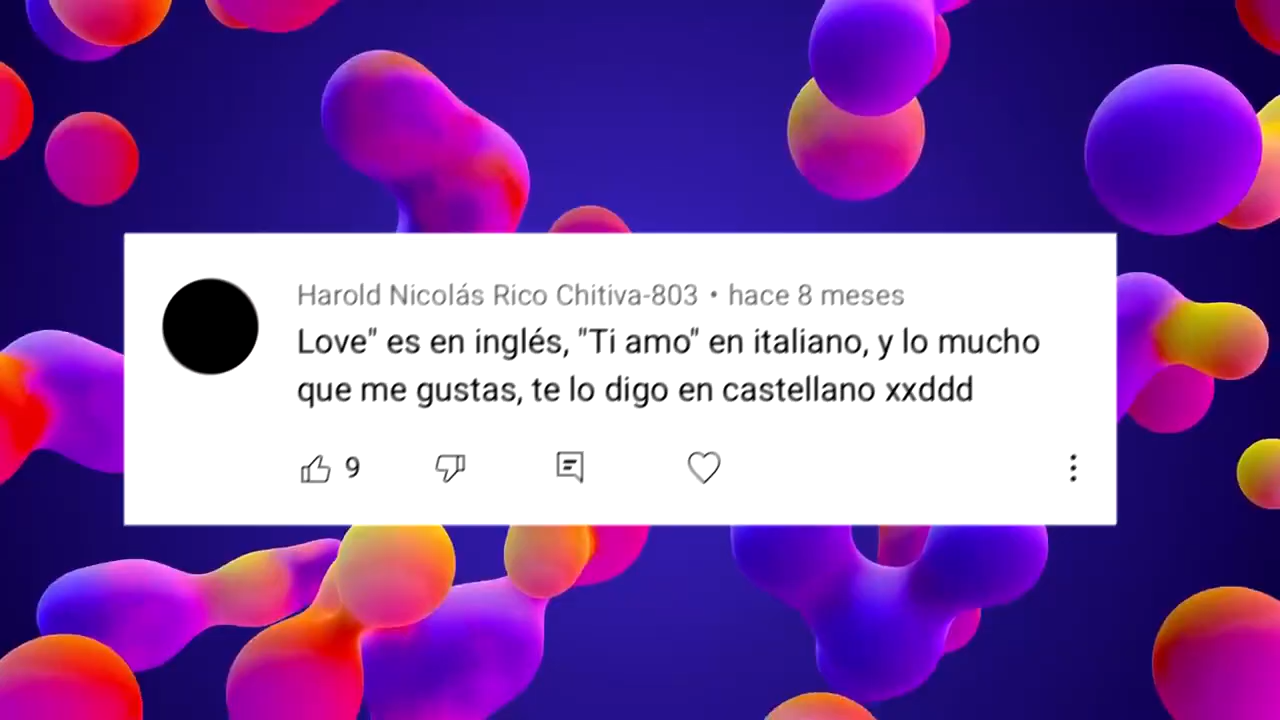 Harold Nicolás Rico Chitiva-803 • hace 8 meses
Love" es en inglés, "Ti amo" en italiano, y lo mucho
que me gustas, te lo digo en castellano xxddd
9